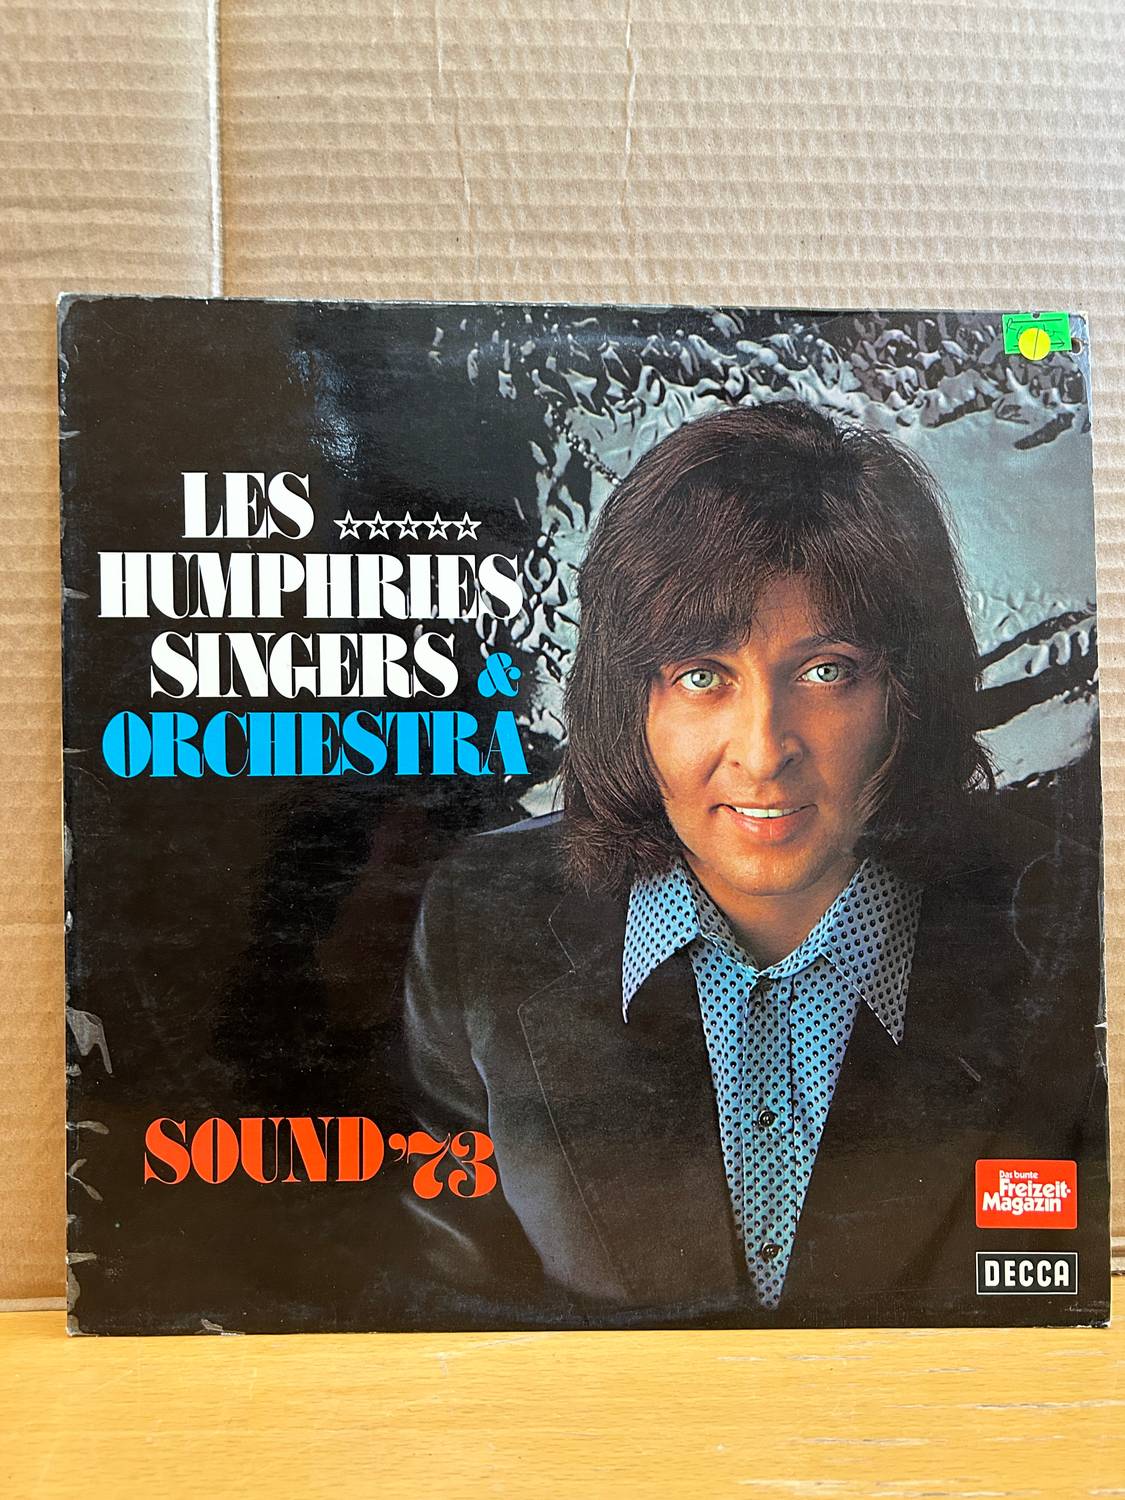 LES ☆☆☆☆☆
HUMPHRIES
SINGERS &
ORCHESTRA
SOUND '73
Das bunte
Freizeit-
Magazin
DECCA